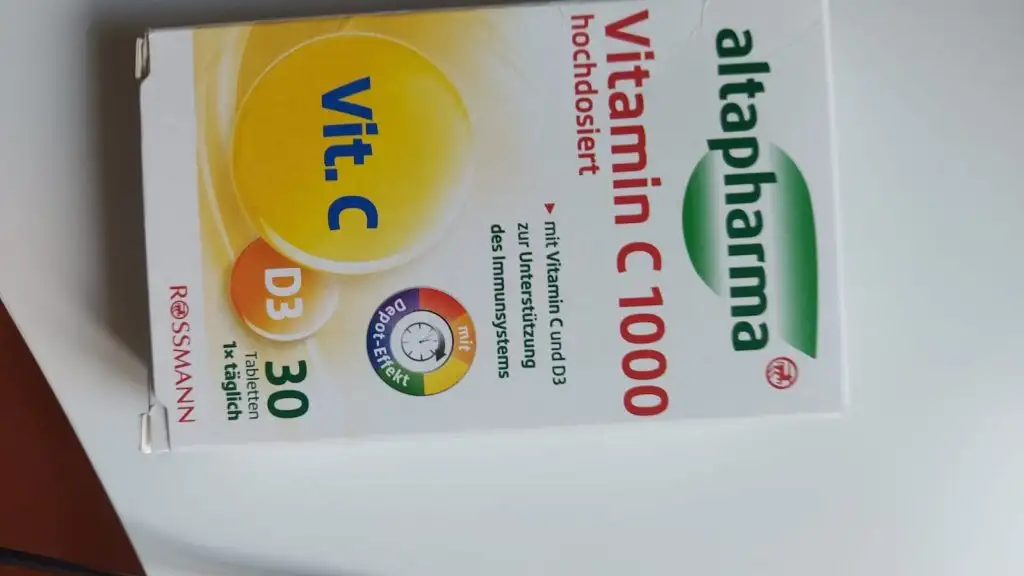 altapharma
Vitamin C 1000
hochdosiert
▶ mit Vitamin C und D3
zur Unterstützung
des Immunsystems
mit
Depot-Effekt
Vit. C
D3
30
Tabletten
1x täglich
ROSSMANN